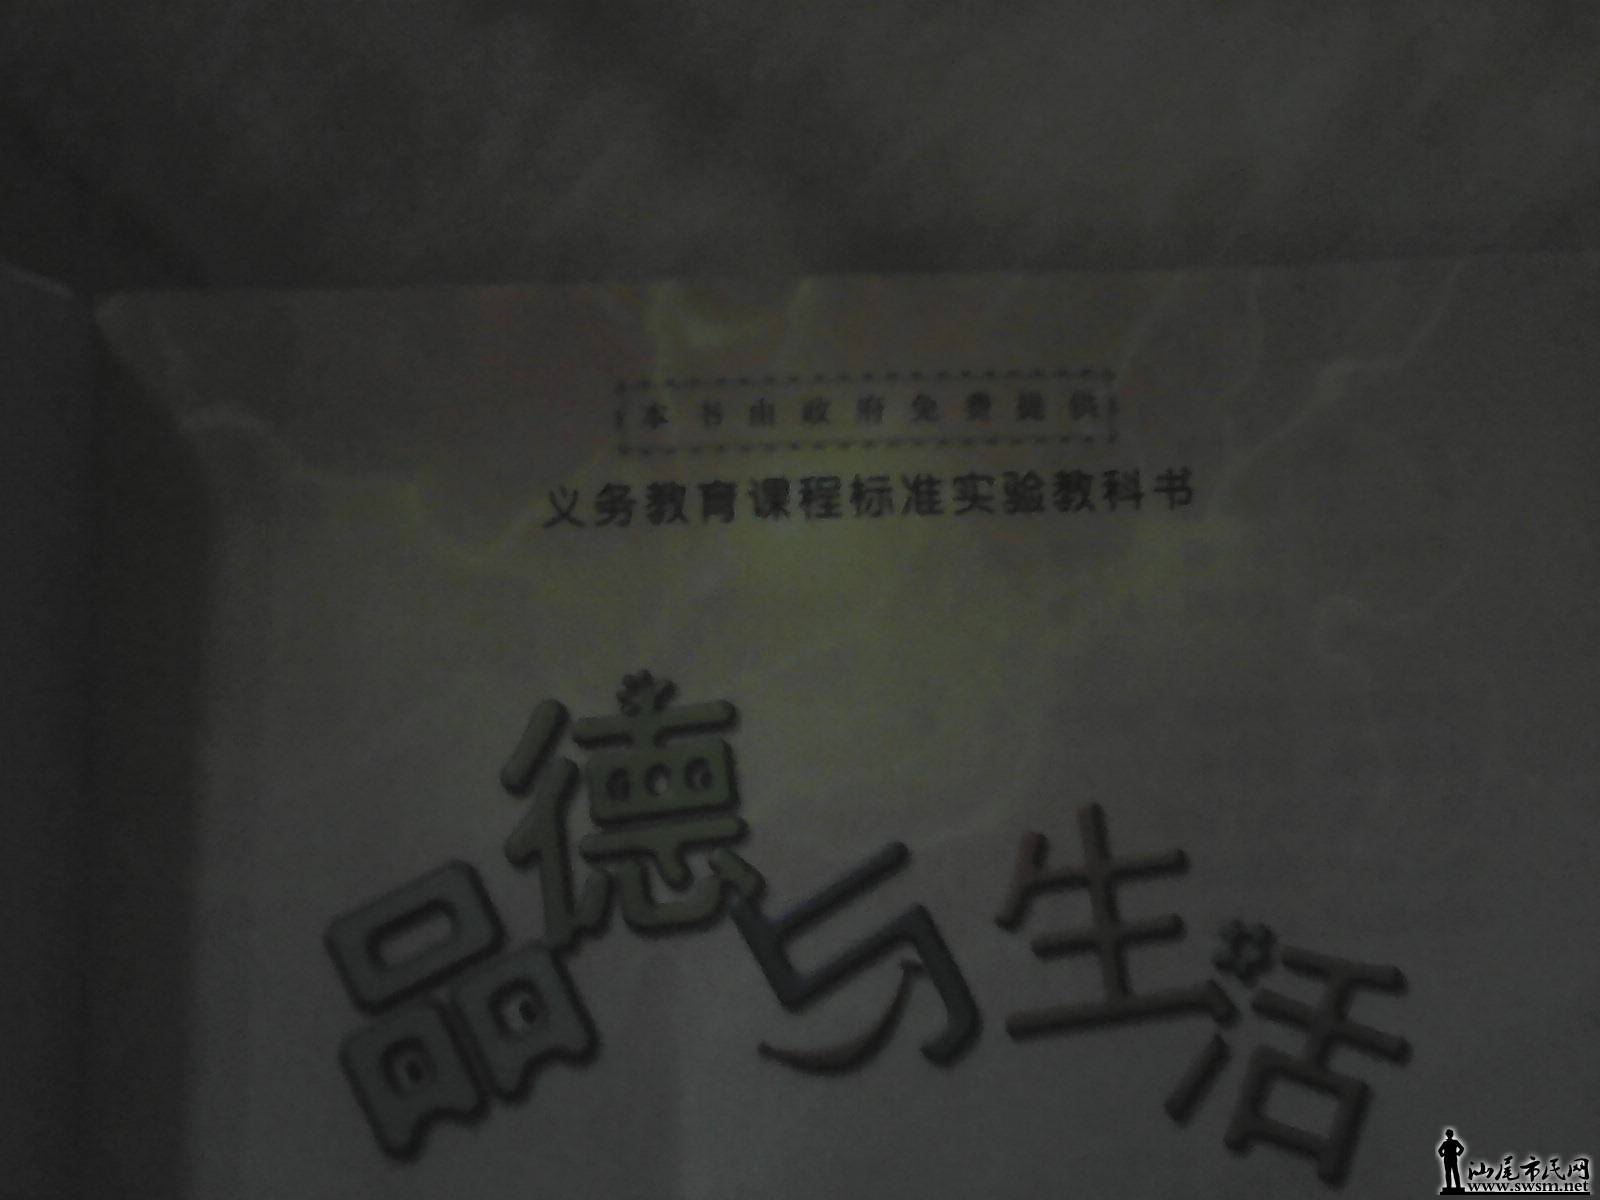 本书由政府免费提供
义务教育课程标准实验教科书
品德与生活
汕尾市民网
www.swsm.net